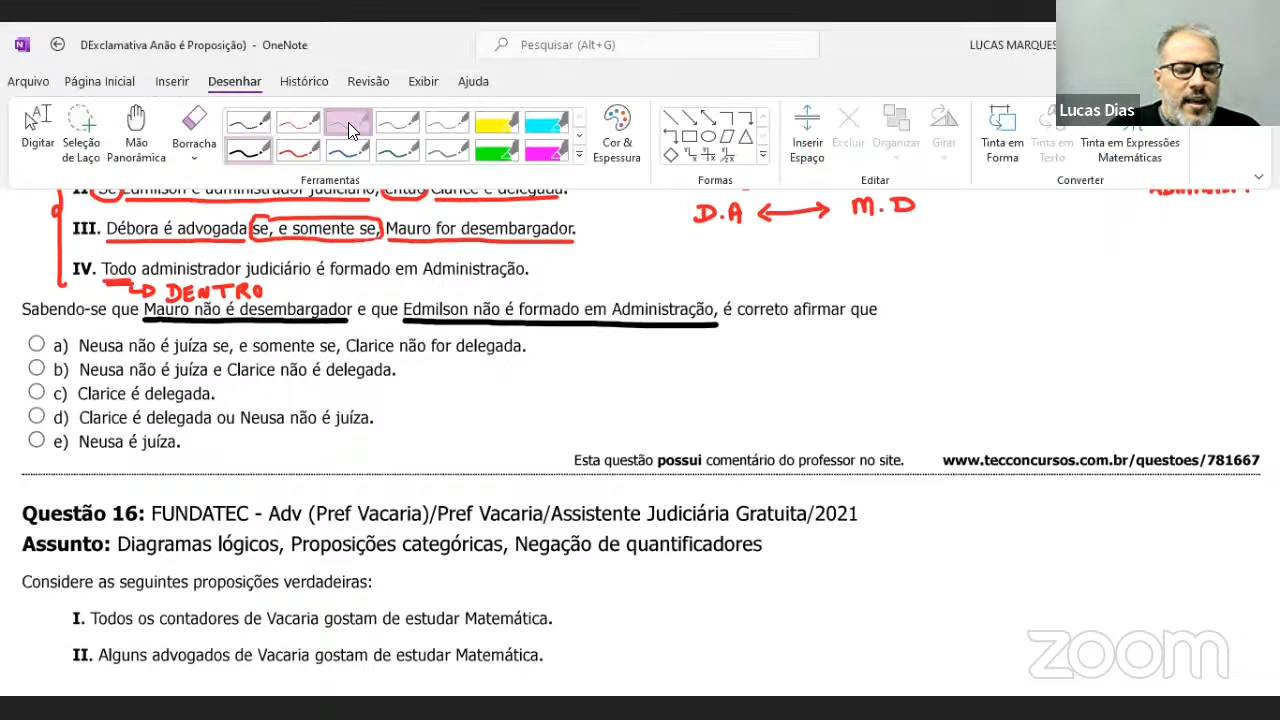 DExclamativa Anão é Proposição) - OneNote
Pesquisar (Alt+G)
LUCAS MARQUES
Arquivo Página Inicial Inserir Desenhar Histórico Revisão Exibir Ajuda
Lucas Dias
Digitar
Seleção de Laço
Mão Panorâmica
Borracha
Cor & Espessura
Inserir Espaço
Excluir
Organizar
Girar
Tinta em Forma
Tinta em Texto
Tinta em Expressões Matemáticas
Ferramentas
Formas
Editar
Converter
II Se Edmilson é administrador judiciário, então Clarice é delegada.
D.A ↔ M.D
III. Débora é advogada se, e somente se, Mauro for desembargador.
IV. Todo administrador judiciário é formado em Administração.
DENTRO
Sabendo-se que Mauro não é desembargador e que Edmilson não é formado em Administração, é correto afirmar que
a) Neusa não é juíza se, e somente se, Clarice não for delegada.
b) Neusa não é juíza e Clarice não é delegada.
c) Clarice é delegada.
d) Clarice é delegada ou Neusa não é juíza.
e) Neusa é juíza.
Esta questão possui comentário do professor no site. www.tecconcursos.com.br/questoes/781667
Questão 16: FUNDATEC - Adv (Pref Vacaria)/Pref Vacaria/Assistente Judiciária Gratuita/2021
Assunto: Diagramas lógicos, Proposições categóricas, Negação de quantificadores
Considere as seguintes proposições verdadeiras:
I. Todos os contadores de Vacaria gostam de estudar Matemática.
II. Alguns advogados de Vacaria gostam de estudar Matemática.
zoom